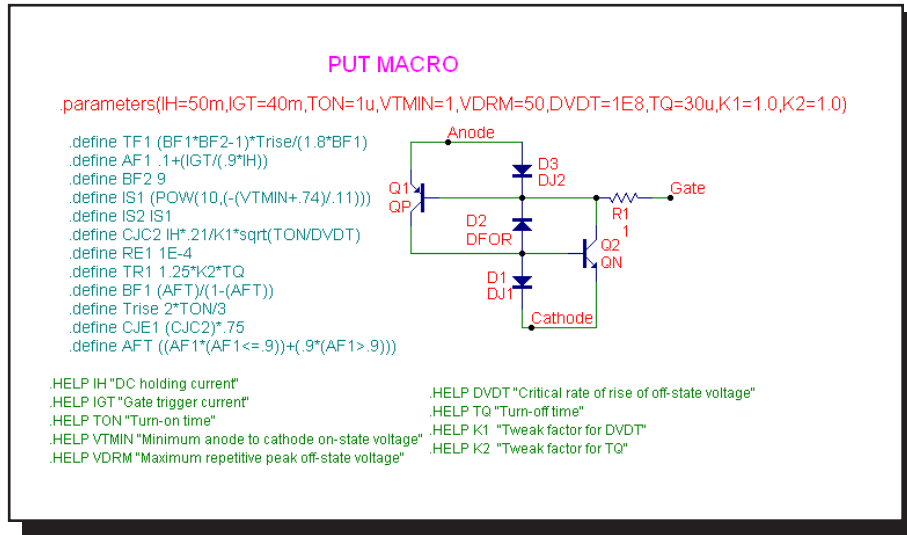 PUT MACRO
.parameters(IH=50m,IGT=40m,TON=1u,VTMIN=1,VDRM=50,DVDT=1E8,TQ=30u,K1=1.0,K2=1.0)
.define TF1 (BF1*BF2-1)*Trise/(1.8*BF1)
.define AF1 .1+(IGT/(.9*IH))
.define BF2 9
.define IS1 (POW(10,(-(VTMIN+.74)/.11)))
.define IS2 IS1
.define CJC2 IH*.21/K1*sqrt(TON/DVDT)
.define RE1 1E-4
.define TR1 1.25*K2*TQ
.define BF1 (AFT)/(1-(AFT))
.define Trise 2*TON/3
.define CJE1 (CJC2)*.75
.define AFT ((AF1*(AF1<=.9))+(.9*(AF1>.9)))
Anode
D3
DJ2
Q1
QP
Gate
R1
1
D2
DFOR
Q2
QN
D1
DJ1
Cathode
.HELP IH "DC holding current"
.HELP IGT "Gate trigger current"
.HELP TON "Turn-on time"
.HELP VTMIN "Minimum anode to cathode on-state voltage"
.HELP VDRM "Maximum repetitive peak off-state voltage"
.HELP DVDT "Critical rate of rise of off-state voltage"
.HELP TQ "Turn-off time"
.HELP K1 "Tweak factor for DVDT"
.HELP K2 "Tweak factor for TQ"